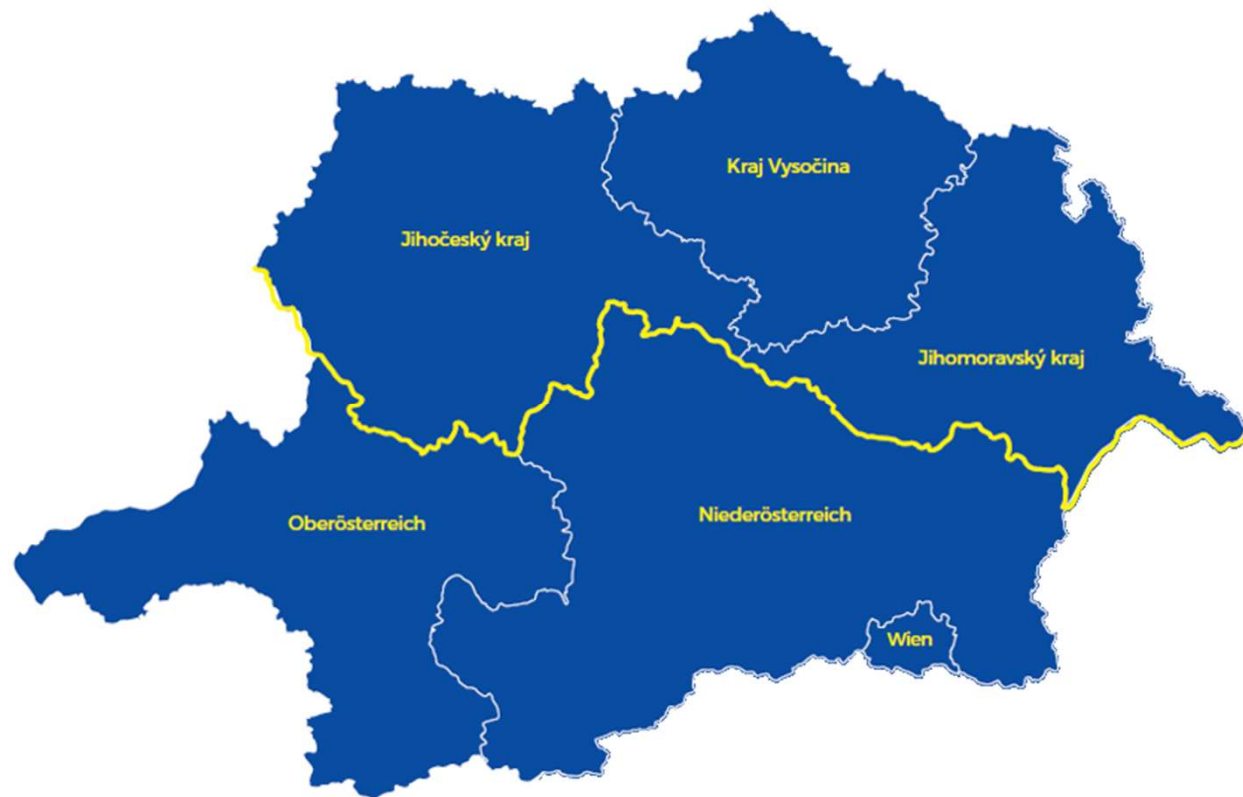 Kraj Vysočina
Jihočeský kraj
Jihomoravský kraj
Niederösterreich
Oberösterreich
Wien